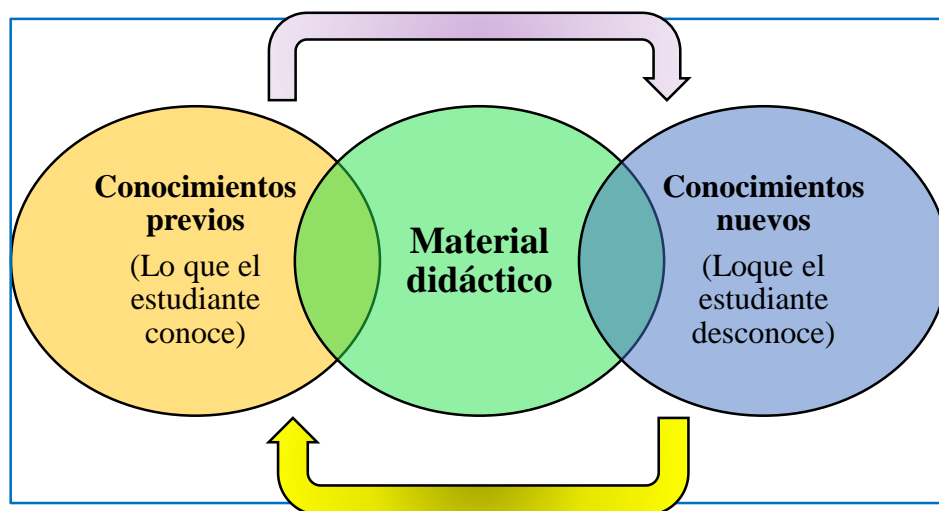 Conocimientos
previos
(Lo que el
estudiante
conoce)
Material
didáctico
Conocimientos
nuevos
(Loque el
estudiante
desconoce)